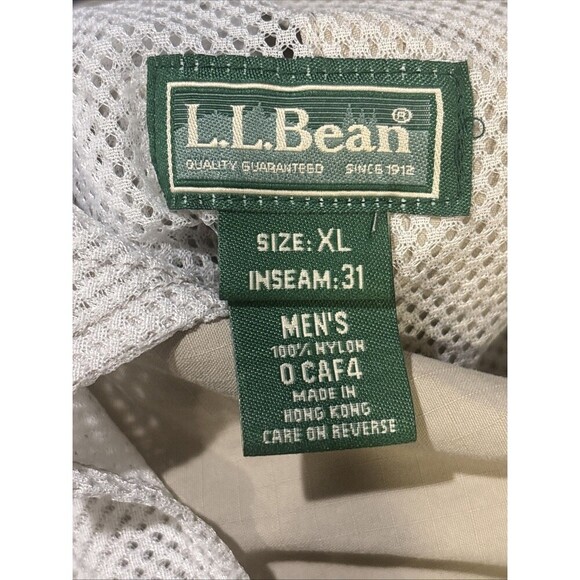 L.L.Bean®
QUALITY GUARANTEED SINCE 1912
SIZE: XL
INSEAM: 31
MEN'S
100% NYLON
0 CAF4
MADE IN
HONG KONG
CARE ON REVERSE